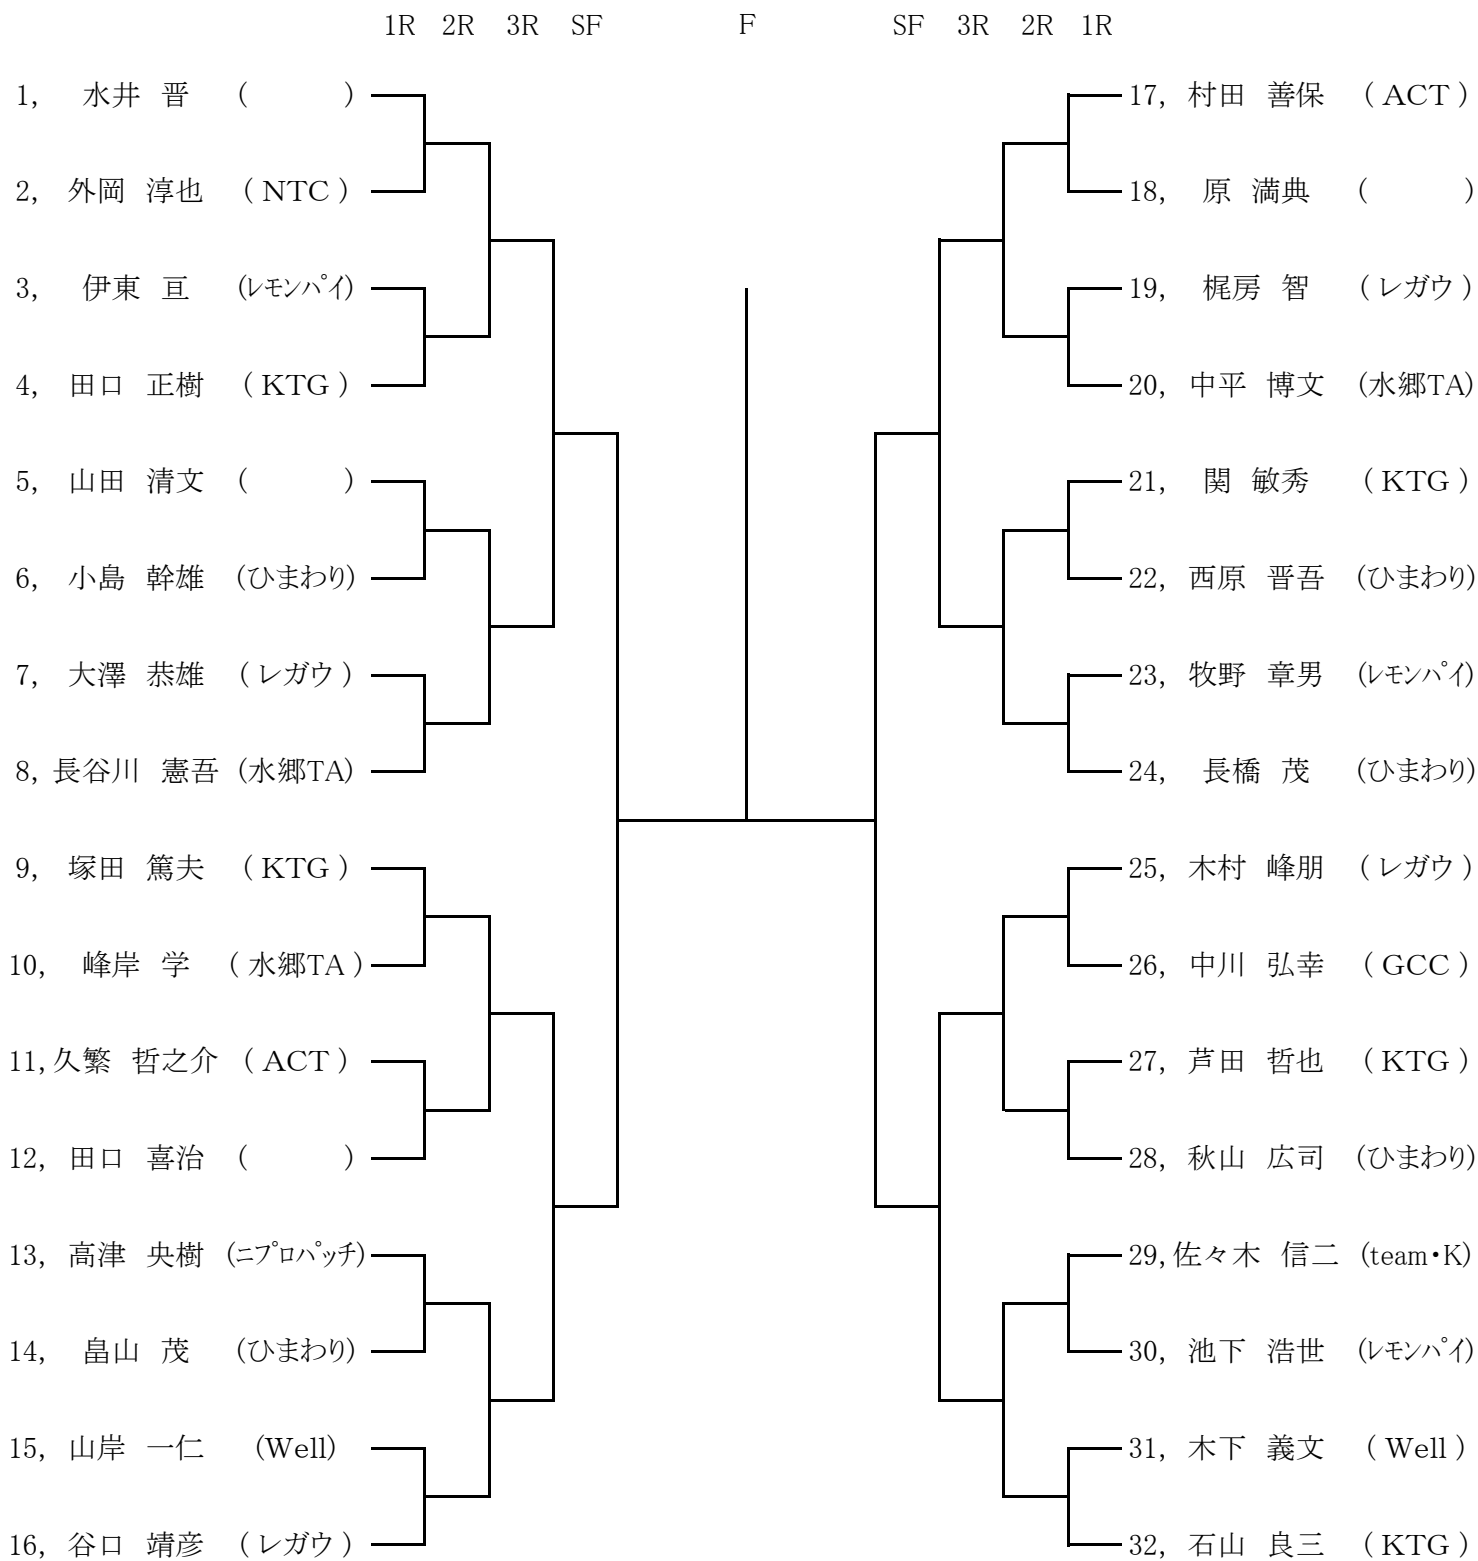 1R 2R 3R SF F SF 3R 2R 1R
1, 水井 晋 ( )
2, 外岡 淳也 ( NTC )
3, 伊東 亘 (レモンパイ)
4, 田口 正樹 ( KTG )
5, 山田 清文 ( )
6, 小島 幹雄 (ひまわり)
7, 大澤 恭雄 ( レガウ )
8, 長谷川 憲吾 (水郷TA)
9, 塚田 篤夫 ( KTG )
10, 峰岸 学 ( 水郷TA )
11, 久繁 哲之介 ( ACT )
12, 田口 喜治 ( )
13, 高津 央樹 (ニプロパッチ)
14, 畠山 茂 (ひまわり)
15, 山岸 一仁 (Well)
16, 谷口 靖彦 ( レガウ )
17, 村田 善保 ( ACT )
18, 原 満典 ( )
19, 梶房 智 ( レガウ )
20, 中平 博文 (水郷TA)
21, 関 敏秀 ( KTG )
22, 西原 晋吾 (ひまわり)
23, 牧野 章男 (レモンパイ)
24, 長橋 茂 (ひまわり)
25, 木村 峰朋 ( レガウ )
26, 中川 弘幸 ( GCC )
27, 芦田 哲也 ( KTG )
28, 秋山 広司 (ひまわり)
29, 佐々木 信二 (team・K)
30, 池下 浩世 (レモンパイ)
31, 木下 義文 ( Well )
32, 石山 良三 ( KTG )